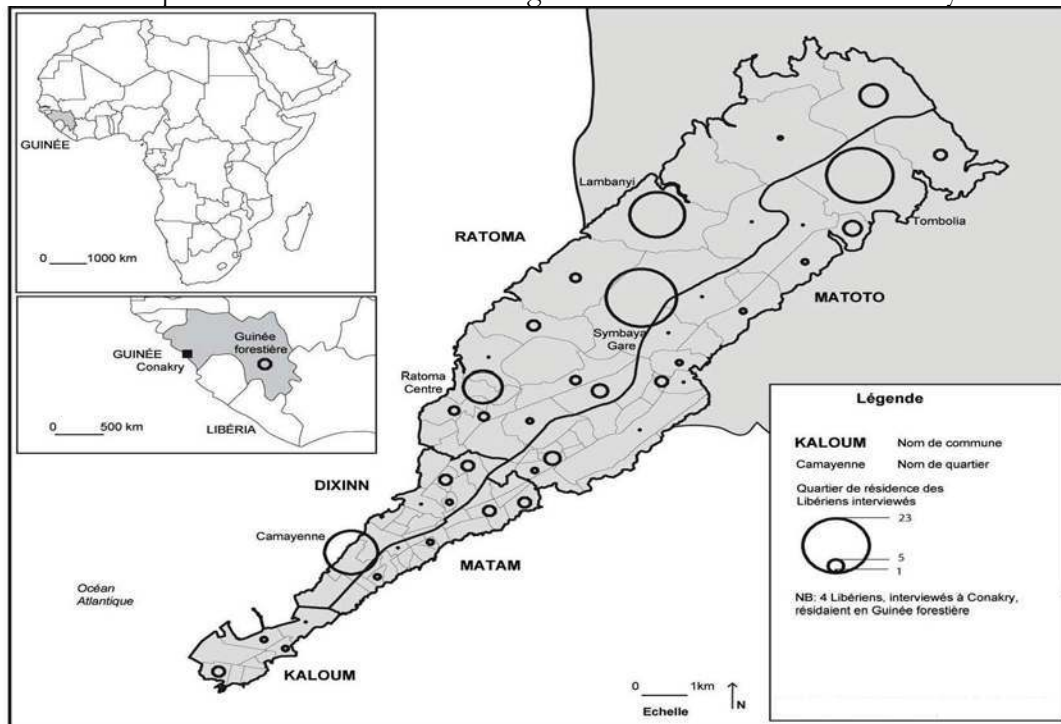 GUINÉE
0 1000 km
Guinée
forestière
GUINÉE
Conakry
0 500 km
LIBÉRIA
Lambanyi
RATOMA
Tombolia
MATOTO
Symbaya
Gare
Ratoma
Centre
DIXINN
Camayenne
MATAM
Océan
Atlantique
KALOUM
0 1km
Echelle
N
Légende
KALOUM Nom de commune
Camayenne Nom de quartier
Quartier de résidence des
Libériens interviewés
23
5
1
NB: 4 Libériens, interviewés à Conakry,
résidaient en Guinée forestière